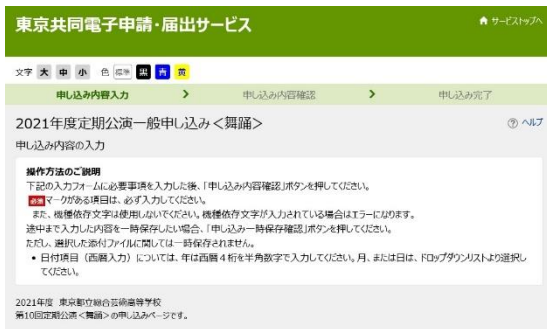 東京共同電子申請・届出サービス
サービストップへ
文字 大 中 小 色 標準 黒 青 黄
申し込み内容入力 > 申し込み内容確認 > 申し込み完了
2021年度定期公演一般申し込み<舞踊>
? ヘルプ
申し込み内容の入力
操作方法のご説明
下記の入力フォームに必要事項を入力した後、「申し込み内容確認」ボタンを押してください。
必須マークがある項目は、必ず入力してください。
また、機種依存文字は使用しないでください。機種依存文字が入力されている場合はエラーになります。
途中まで入力した内容を一時保存したい場合、「申し込み一時保存確認」ボタンを押してください。
ただし、選択した添付ファイルに関しては一時保存されません。
• 日付項目(西暦入力)については、年は西暦4桁を半角数字で入力してください。月、または日は、ドロップダウンリストより選択し
てください。
2021年度 東京都立総合芸術高等学校
第10回定期公演<舞踊>の申し込みページです。